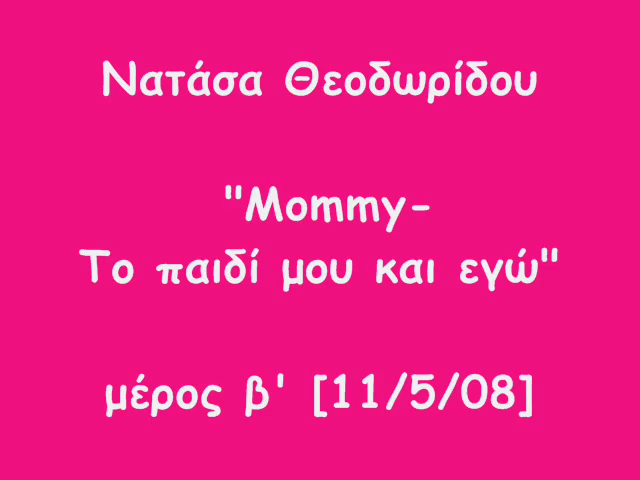 Νατάσα Θεοδωρίδου
"Mommy-
Το παιδί μου και εγώ"
μέρος β' [11/5/08]